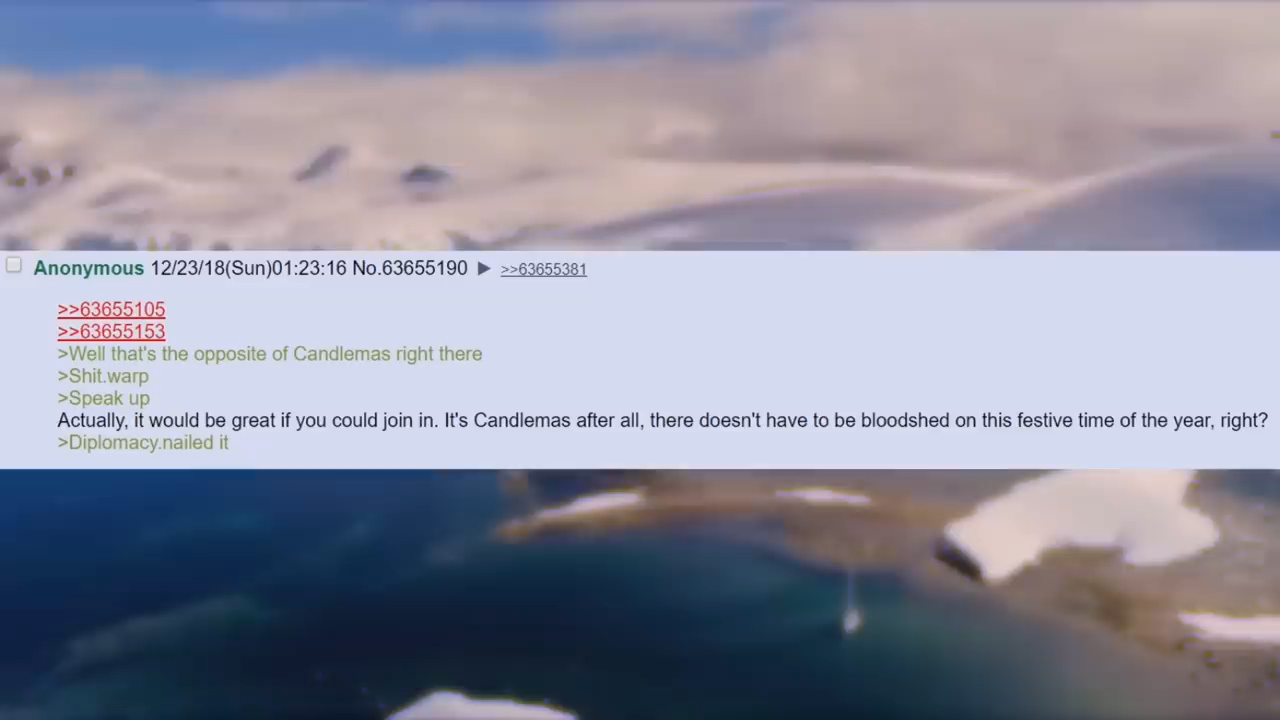 Anonymous 12/23/18(Sun)01:23:16 No.63655190 ▶ >>63655381
>>63655105
>>63655153
>Well that's the opposite of Candlemas right there
>Shit.warp
>Speak up
Actually, it would be great if you could join in. It's Candlemas after all, there doesn't have to be bloodshed on this festive time of the year, right?
>Diplomacy.nailed it